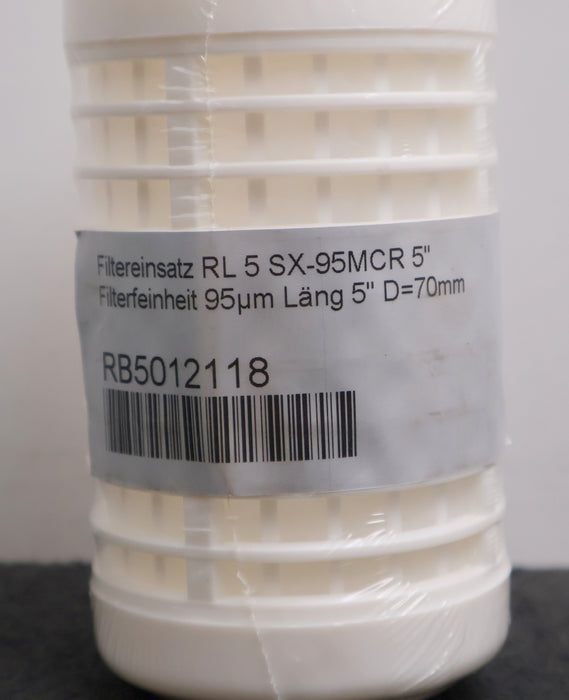 Filtereinsatz RL 5 SX-95MCR 5"
Filterfeinheit 95µm Läng 5" D=70mm
RB5012118